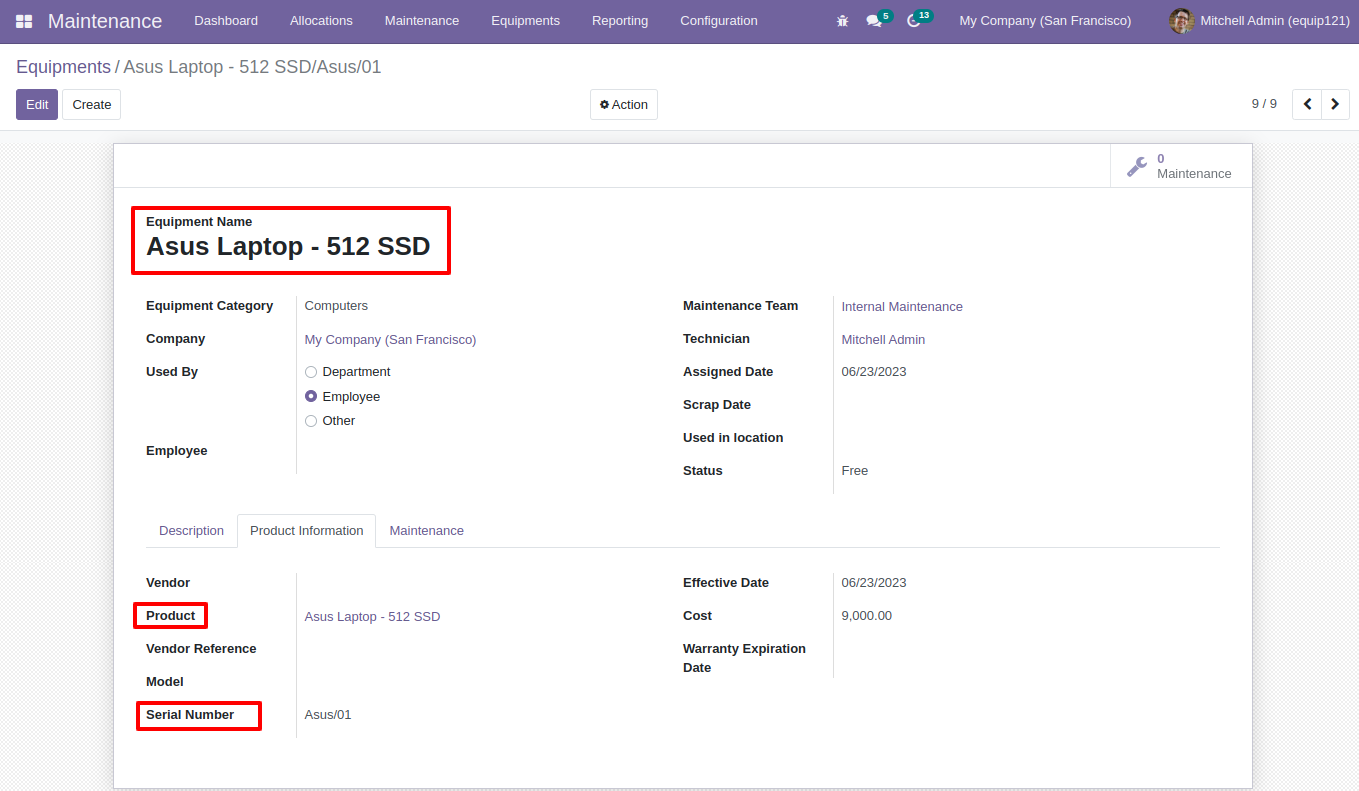 Maintenance Dashboard Allocations Maintenance Equipments Reporting Configuration 5 13 My Company (San Francisco) Mitchell Admin (equip121)
Equipments / Asus Laptop - 512 SSD/Asus/01
Edit Create Action 9 / 9
0
Maintenance
Equipment Name
Asus Laptop - 512 SSD
Equipment Category Computers
Company My Company (San Francisco)
Used By Department
Employee
Other
Employee
Maintenance Team Internal Maintenance
Technician Mitchell Admin
Assigned Date 06/23/2023
Scrap Date
Used in location
Status Free
Description Product Information Maintenance
Vendor
Product Asus Laptop - 512 SSD
Vendor Reference
Model
Serial Number Asus/01
Effective Date 06/23/2023
Cost 9,000.00
Warranty Expiration
Date